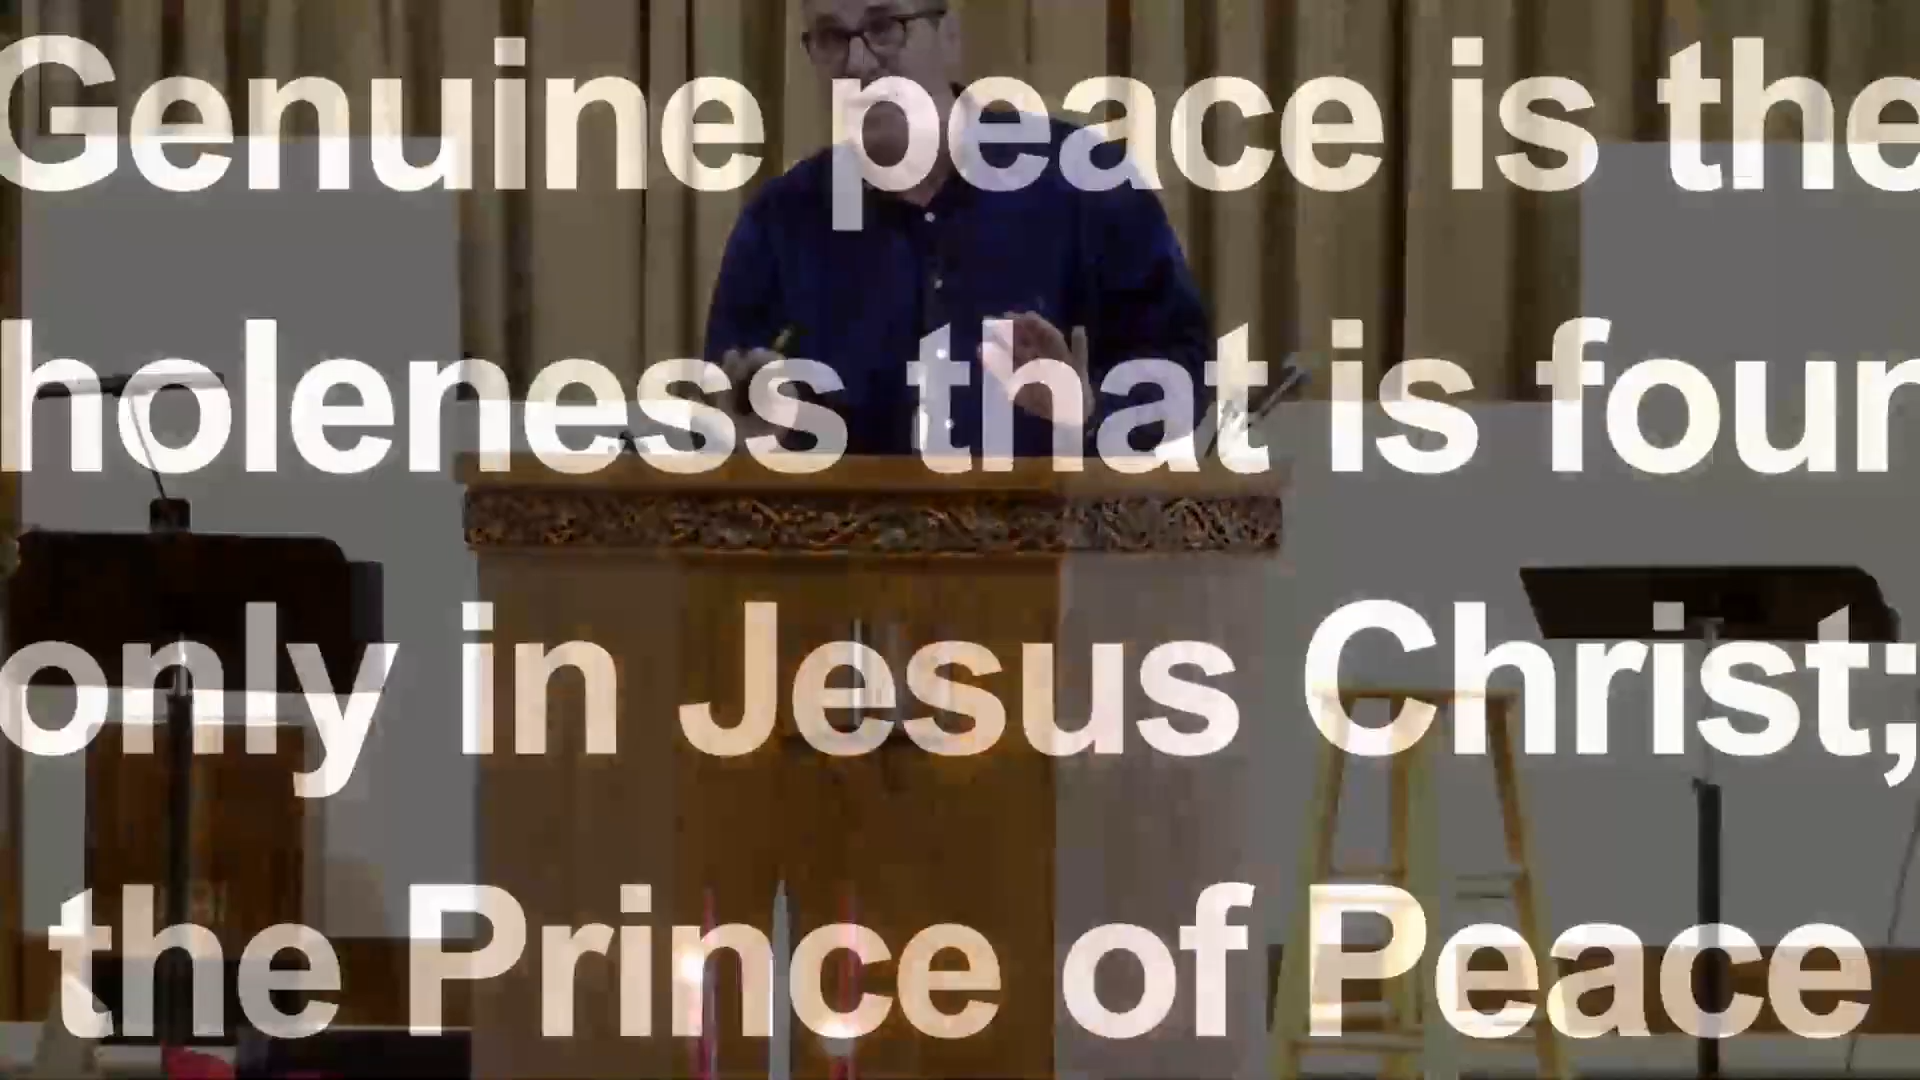 Genuine peace is the
holeness that is foun
only in Jesus Christ;
the Prince of Peace